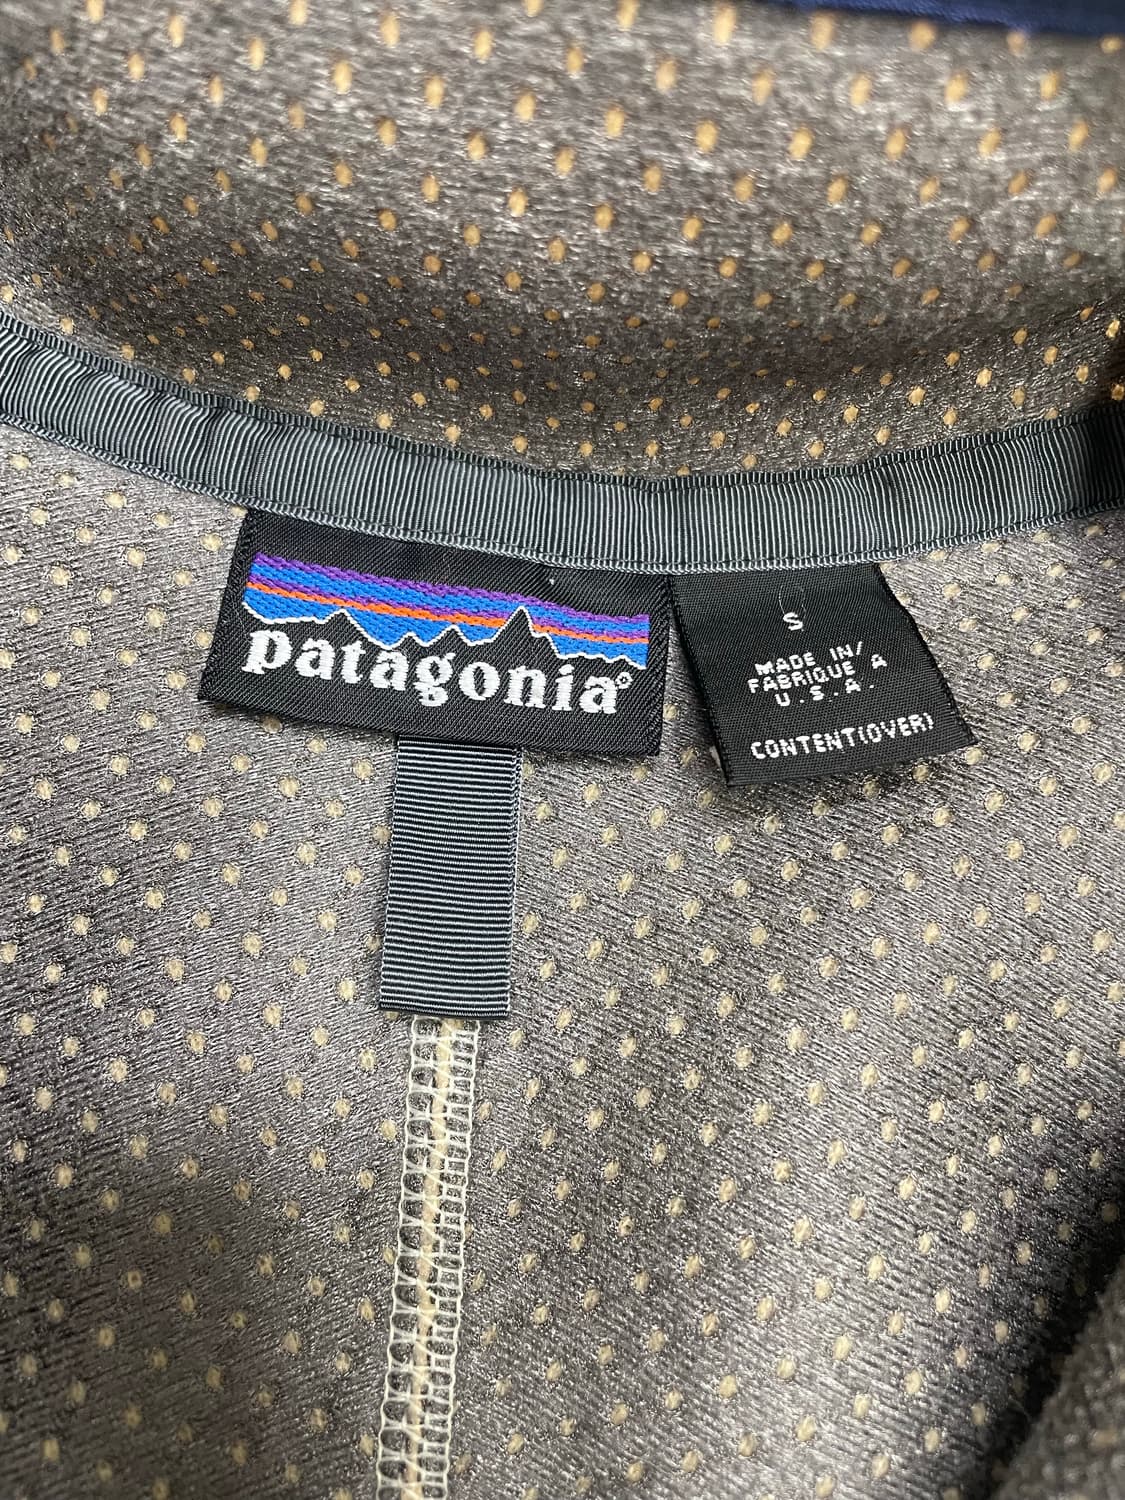 patagonia®
S
MADE IN/
FABRIQUE A
U.S.A.
CONTENT(OVER)